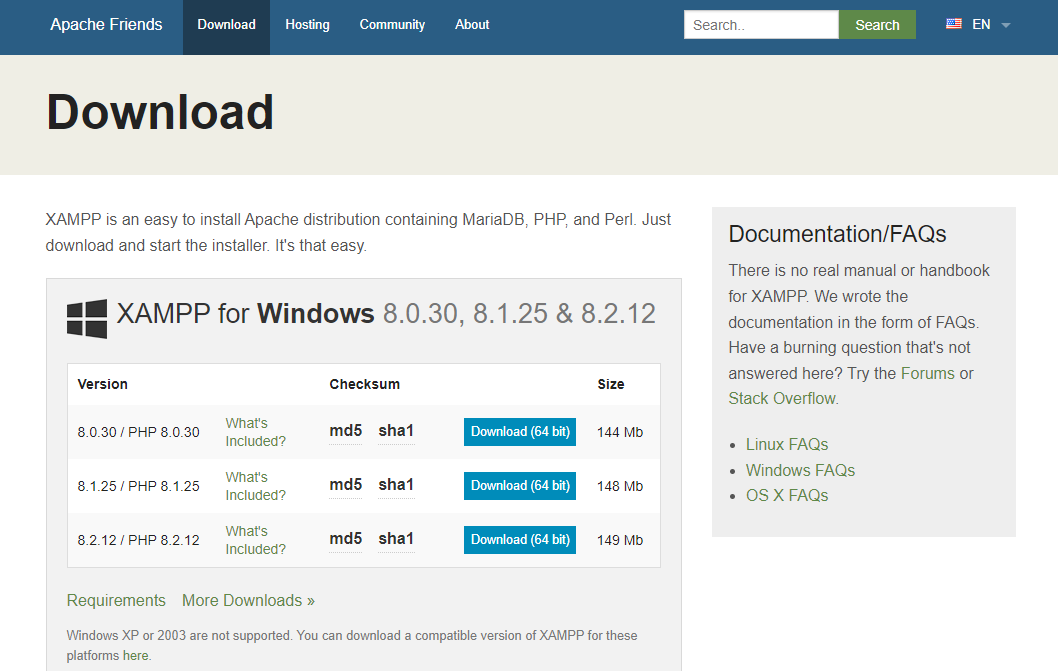 Apache Friends Download Hosting Community About Search.. Search EN
Download
XAMPP is an easy to install Apache distribution containing MariaDB, PHP, and Perl. Just
download and start the installer. It's that easy.
XAMPP for Windows 8.0.30, 8.1.25 & 8.2.12
Version Checksum Size
8.0.30 / PHP 8.0.30 What's Included? md5 sha1 Download (64 bit) 144 Mb
8.1.25 / PHP 8.1.25 What's Included? md5 sha1 Download (64 bit) 148 Mb
8.2.12 / PHP 8.2.12 What's Included? md5 sha1 Download (64 bit) 149 Mb
Requirements More Downloads »
Windows XP or 2003 are not supported. You can download a compatible version of XAMPP for these
platforms here.
Documentation/FAQs
There is no real manual or handbook
for XAMPP. We wrote the
documentation in the form of FAQs.
Have a burning question that's not
answered here? Try the Forums or
Stack Overflow.
• Linux FAQs
• Windows FAQs
• OS X FAQs